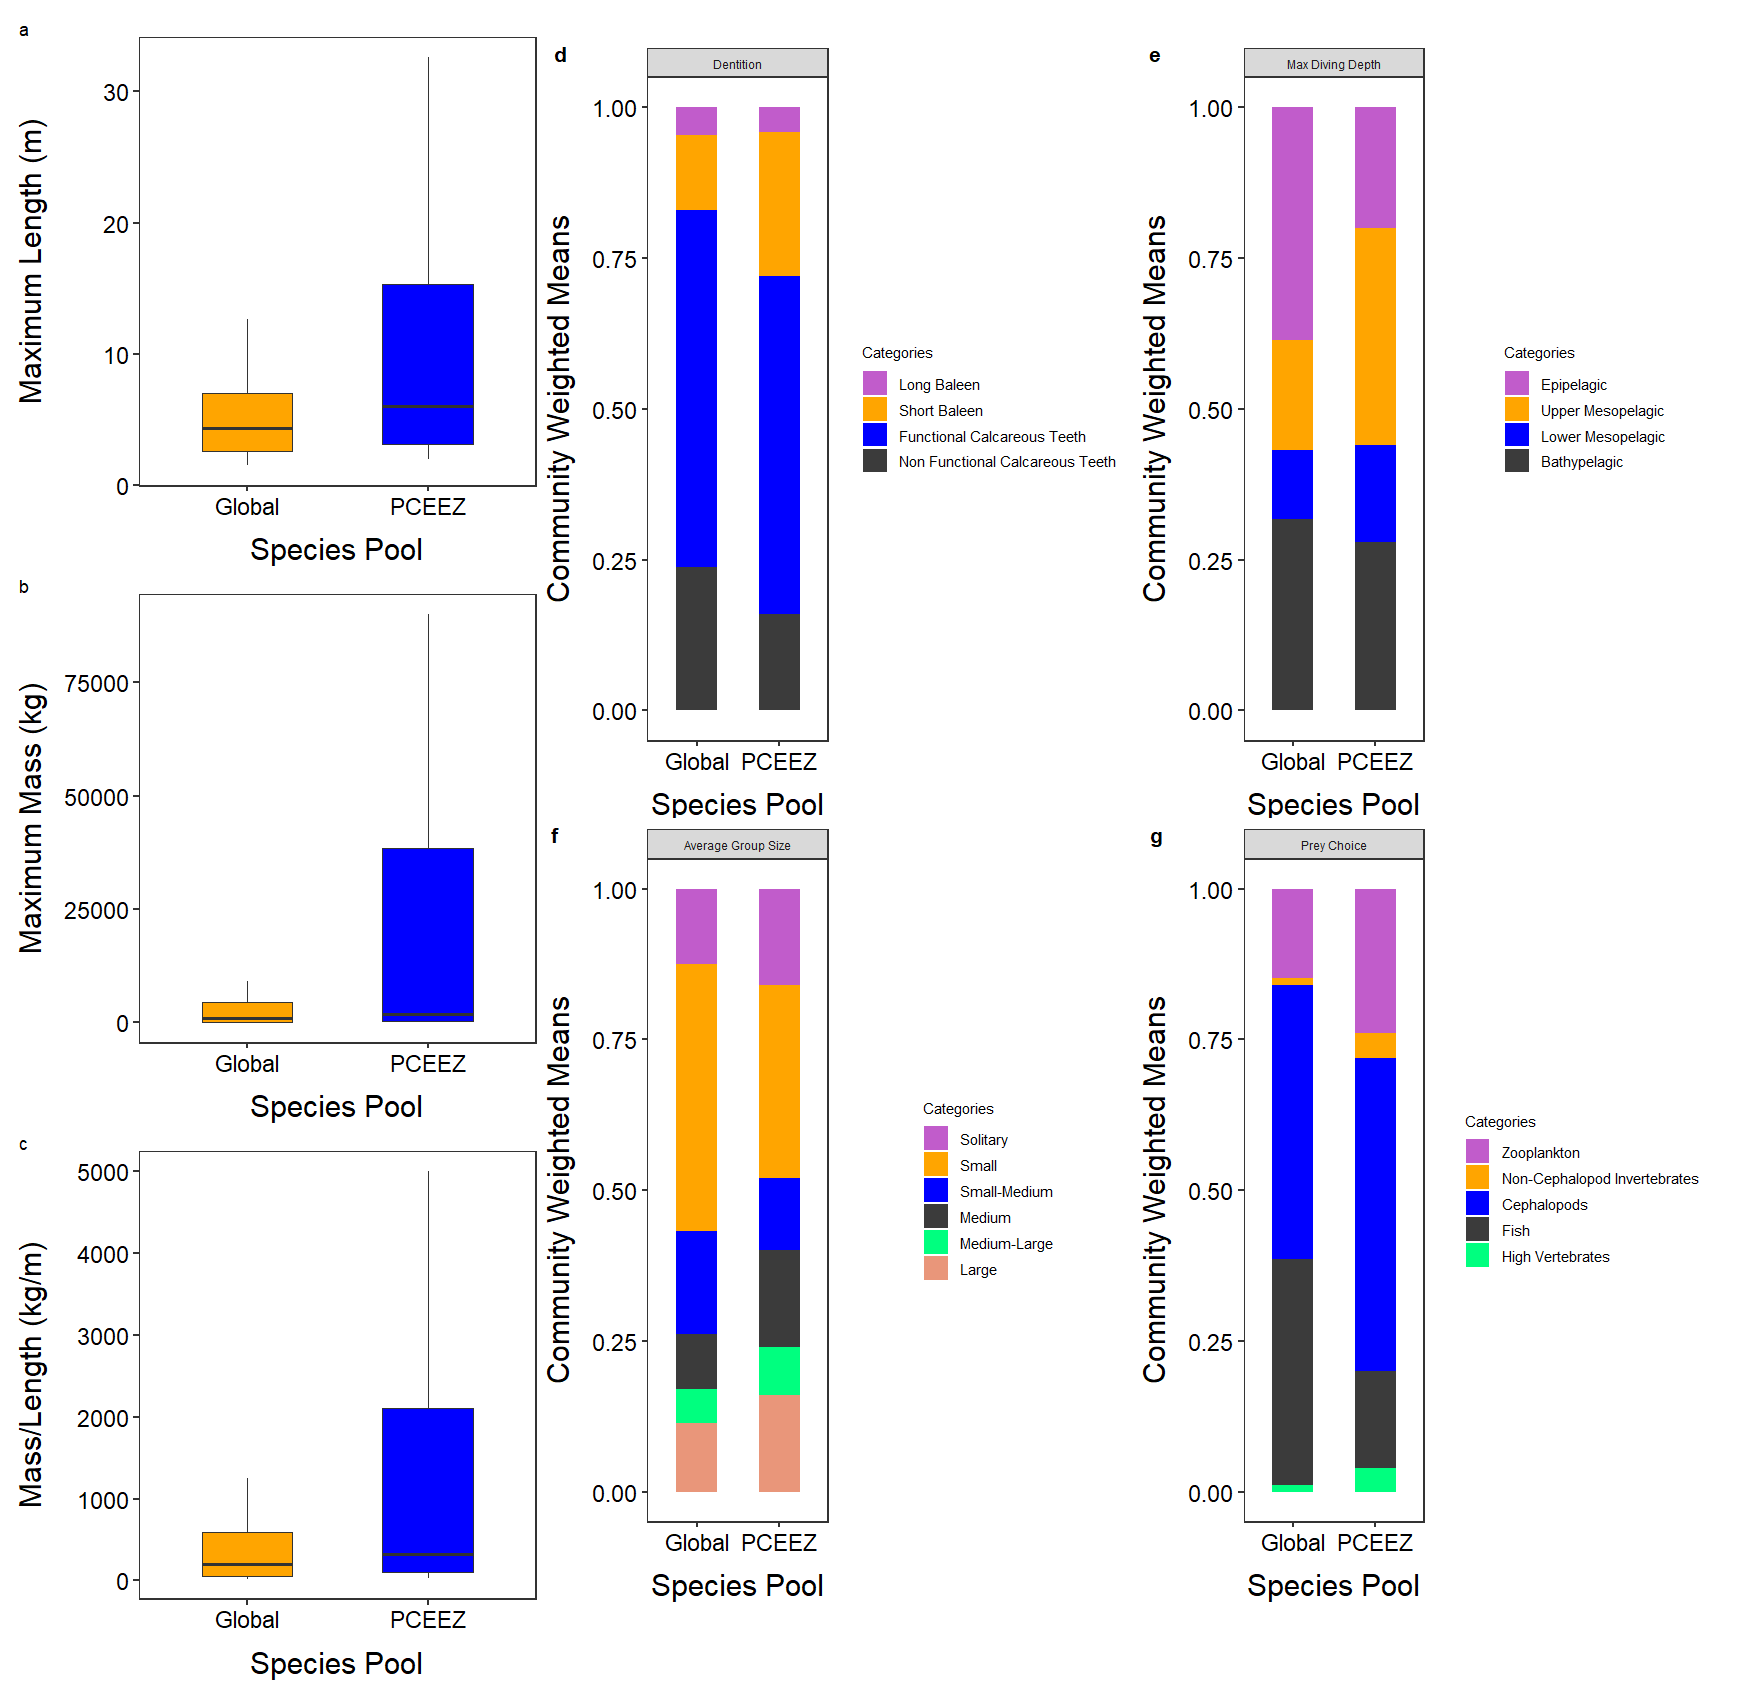 a
Maximum Length (m)
30
20
10
0
Global PCEEZ
Species Pool
b
Maximum Mass (kg)
75000
50000
25000
0
Global PCEEZ
Species Pool
c
Mass/Length (kg/m)
5000
4000
3000
2000
1000
0
Global PCEEZ
Species Pool
d
Dentition
Community Weighted Means
1.00
0.75
0.50
0.25
0.00
Global PCEEZ
Species Pool
Categories
Long Baleen
Short Baleen
Functional Calcareous Teeth
Non Functional Calcareous Teeth
e
Max Diving Depth
Community Weighted Means
1.00
0.75
0.50
0.25
0.00
Global PCEEZ
Species Pool
Categories
Epipelagic
Upper Mesopelagic
Lower Mesopelagic
Bathypelagic
f
Average Group Size
Community Weighted Means
1.00
0.75
0.50
0.25
0.00
Global PCEEZ
Species Pool
Categories
Solitary
Small
Small-Medium
Medium
Medium-Large
Large
g
Prey Choice
Community Weighted Means
1.00
0.75
0.50
0.25
0.00
Global PCEEZ
Species Pool
Categories
Zooplankton
Non-Cephalopod Invertebrates
Cephalopods
Fish
High Vertebrates